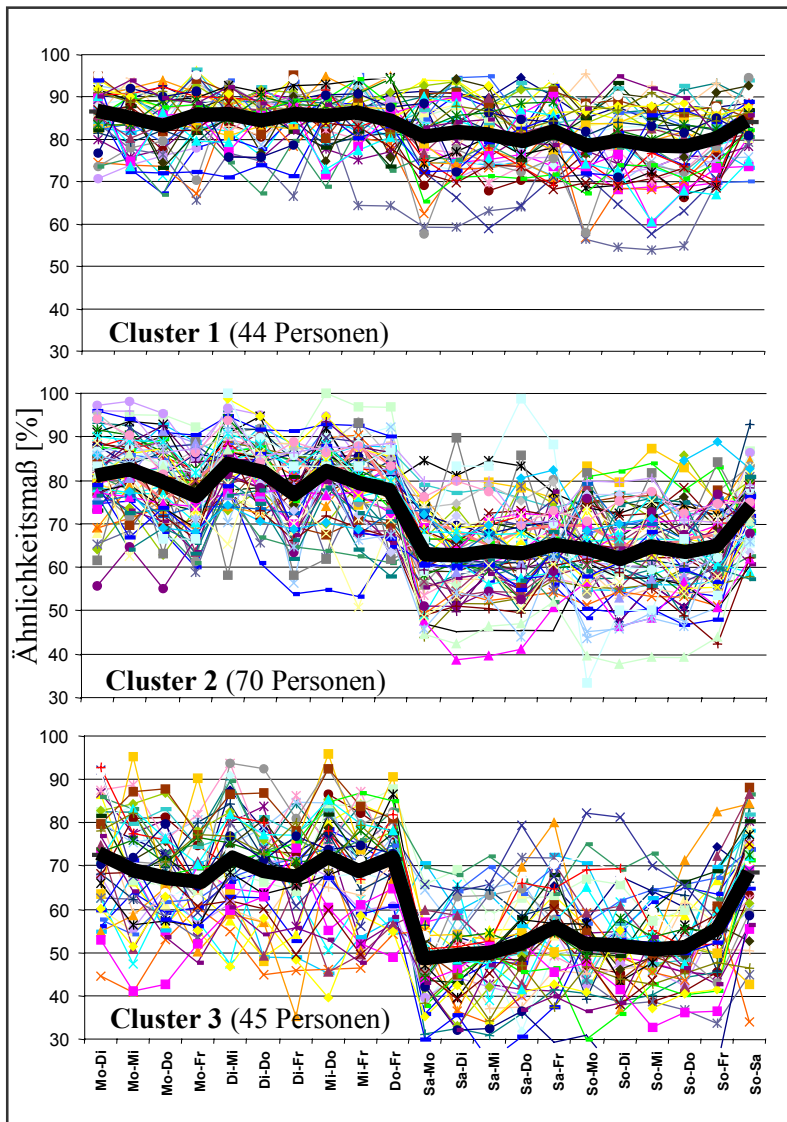 Ähnlichkeitsmaß [%]
100
90
80
70
60
50
40
30
Cluster 1 (44 Personen)
100
90
80
70
60
50
40
30
Cluster 2 (70 Personen)
100
90
80
70
60
50
40
30
Cluster 3 (45 Personen)
Mo-Di
Mo-Mi
Mo-Do
Mo-Fr
Di-Mi
Di-Do
Di-Fr
Mi-Do
Mi-Fr
Do-Fr
Sa-Mo
Sa-Di
Sa-Mi
Sa-Do
Sa-Fr
So-Mo
So-Di
So-Mi
So-Do
So-Fr
So-Sa